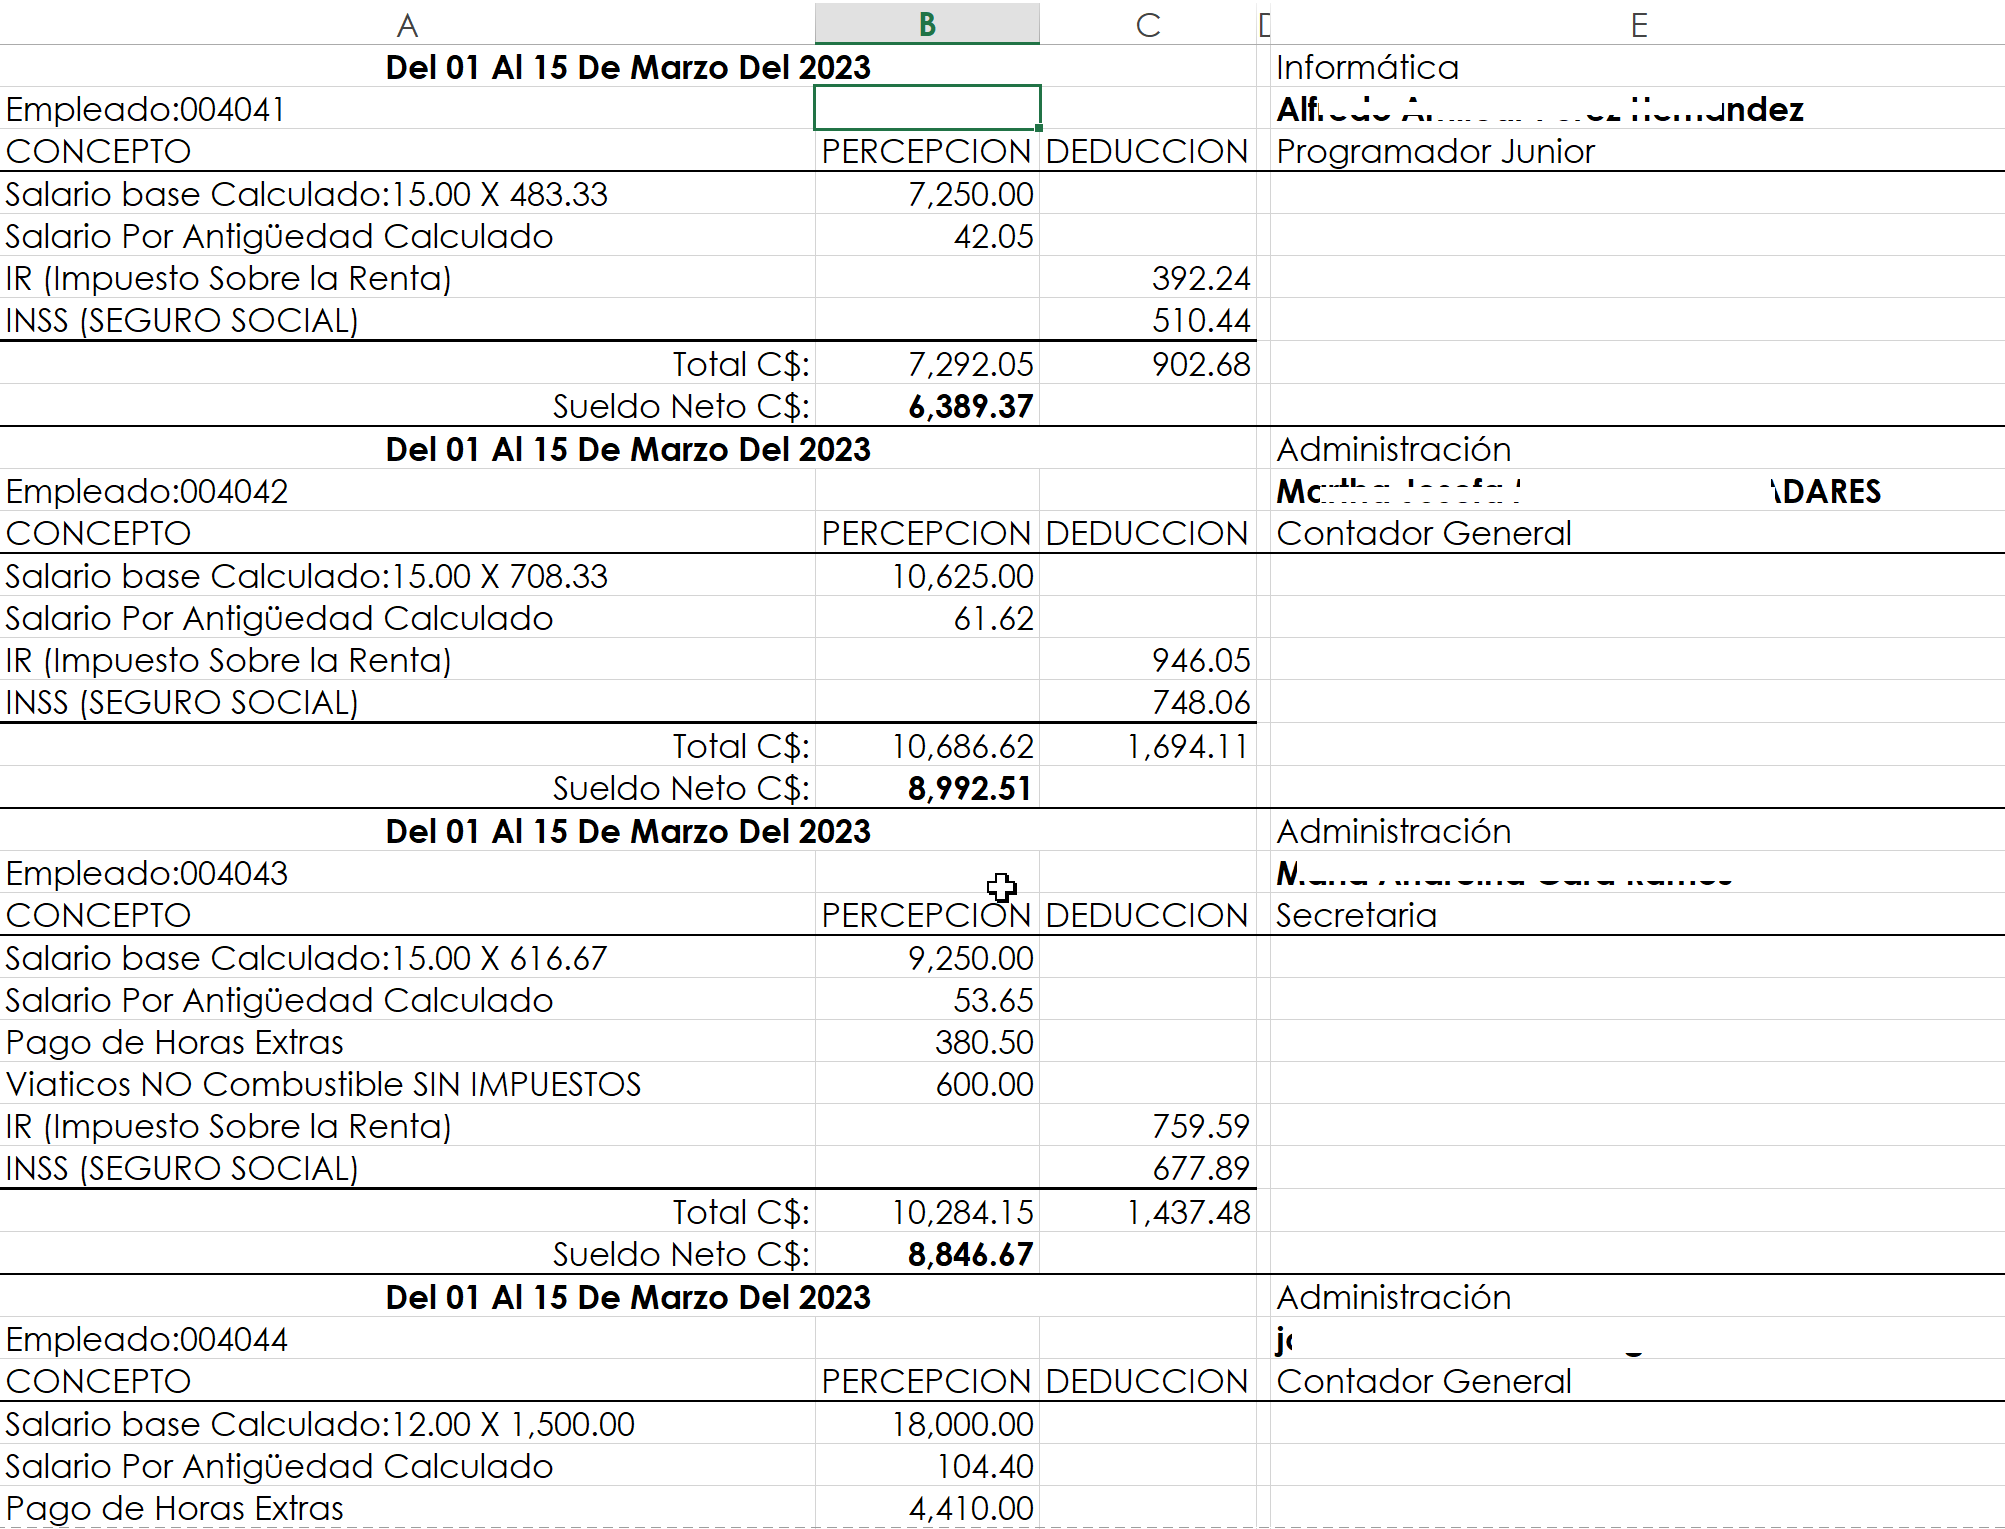 A B C D E
Del 01 Al 15 De Marzo Del 2023 Informática
Empleado:004041
CONCEPTO PERCEPCION DEDUCCION Programador Junior
Salario base Calculado:15.00 X 483.33 7,250.00
Salario Por Antigüedad Calculado 42.05
IR (Impuesto Sobre la Renta) 392.24
INSS (SEGURO SOCIAL) 510.44
Total C$: 7,292.05 902.68
Sueldo Neto C$: 6,389.37
Del 01 Al 15 De Marzo Del 2023 Administración
Empleado:004042
CONCEPTO PERCEPCION DEDUCCION Contador General
Salario base Calculado:15.00 X 708.33 10,625.00
Salario Por Antigüedad Calculado 61.62
IR (Impuesto Sobre la Renta) 946.05
INSS (SEGURO SOCIAL) 748.06
Total C$: 10,686.62 1,694.11
Sueldo Neto C$: 8,992.51
Del 01 Al 15 De Marzo Del 2023 Administración
Empleado:004043
CONCEPTO PERCEPCION DEDUCCION Secretaria
Salario base Calculado:15.00 X 616.67 9,250.00
Salario Por Antigüedad Calculado 53.65
Pago de Horas Extras 380.50
Viaticos NO Combustible SIN IMPUESTOS 600.00
IR (Impuesto Sobre la Renta) 759.59
INSS (SEGURO SOCIAL) 677.89
Total C$: 10,284.15 1,437.48
Sueldo Neto C$: 8,846.67
Del 01 Al 15 De Marzo Del 2023 Administración
Empleado:004044
CONCEPTO PERCEPCION DEDUCCION Contador General
Salario base Calculado:12.00 X 1,500.00 18,000.00
Salario Por Antigüedad Calculado 104.40
Pago de Horas Extras 4,410.00